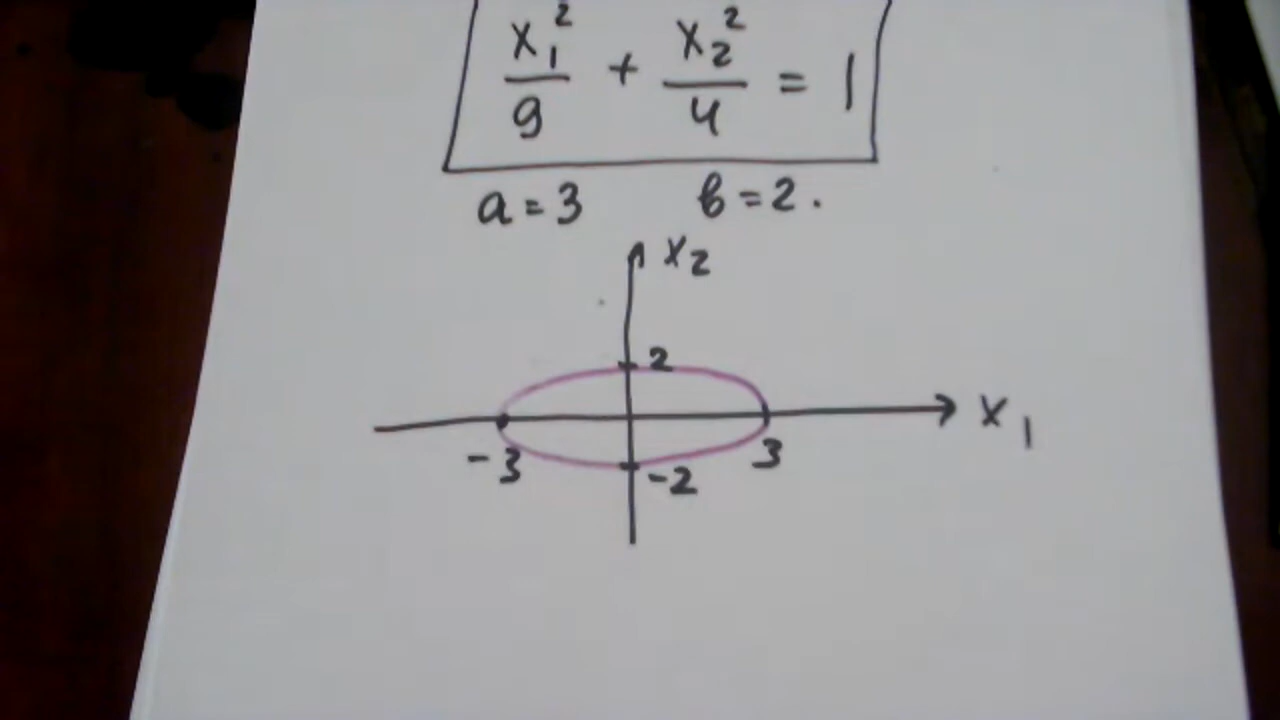 x₁²/9 + x₂²/4 = 1
a = 3 b = 2.
x₂
2
x₁
-3 3
-2